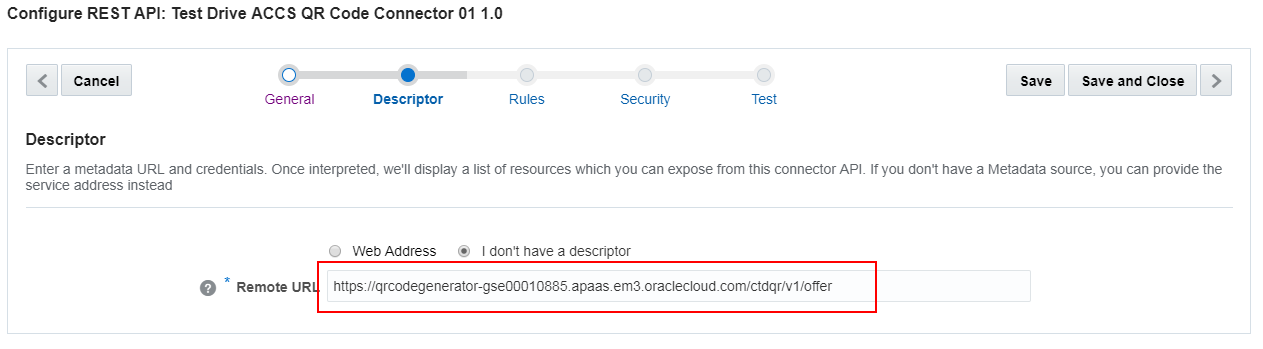 Configure REST API: Test Drive ACCS QR Code Connector 01 1.0
Cancel
Save
Save and Close
General
Descriptor
Rules
Security
Test
Descriptor
Enter a metadata URL and credentials. Once interpreted, we'll display a list of resources which you can expose from this connector API. If you don't have a Metadata source, you can provide the
service address instead
Web Address
I don't have a descriptor
? * Remote URL
https://qrcodegenerator-gse00010885.apaas.em3.oraclecloud.com/ctdqr/v1/offer